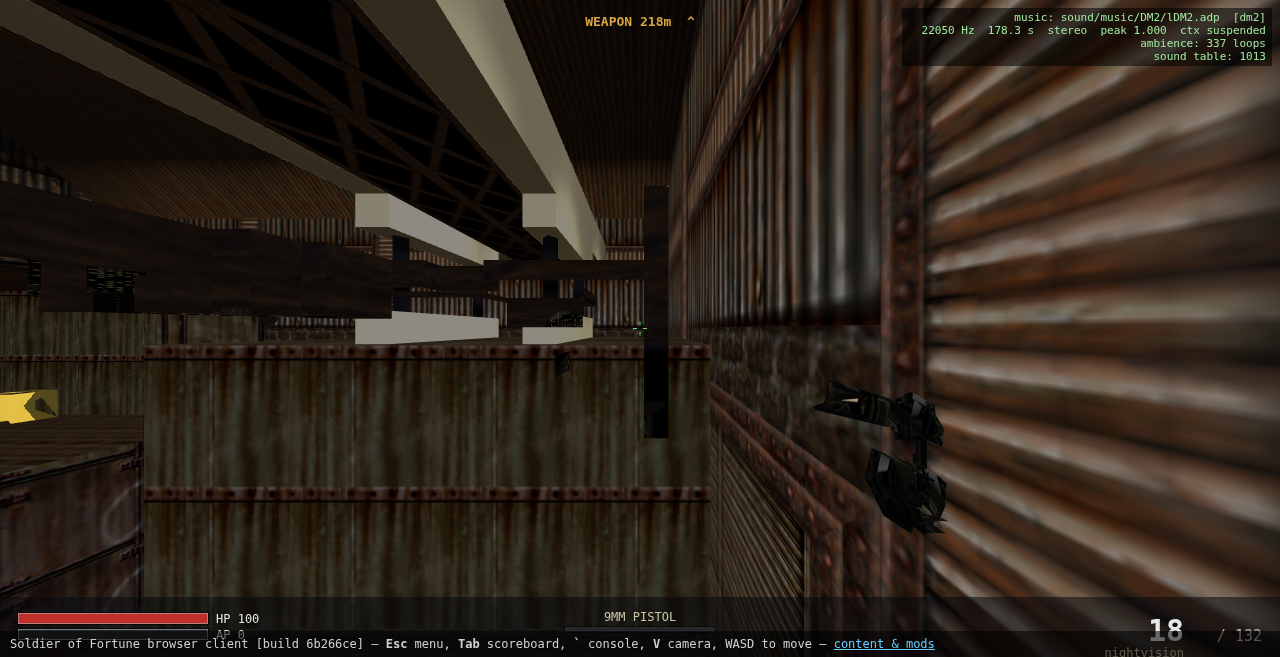 WEAPON 218m ^
music: sound/music/DM2/lDM2.adp [dm2]
22050 Hz 178.3 s stereo peak 1.000 ctx suspended
ambience: 337 loops
sound table: 1013
HP 100
AP 0
9MM PISTOL
18 / 132
Soldier of Fortune browser client [build 6b266ce] — Esc menu, Tab scoreboard, ` console, V camera, WASD to move — content & mods
nightvision